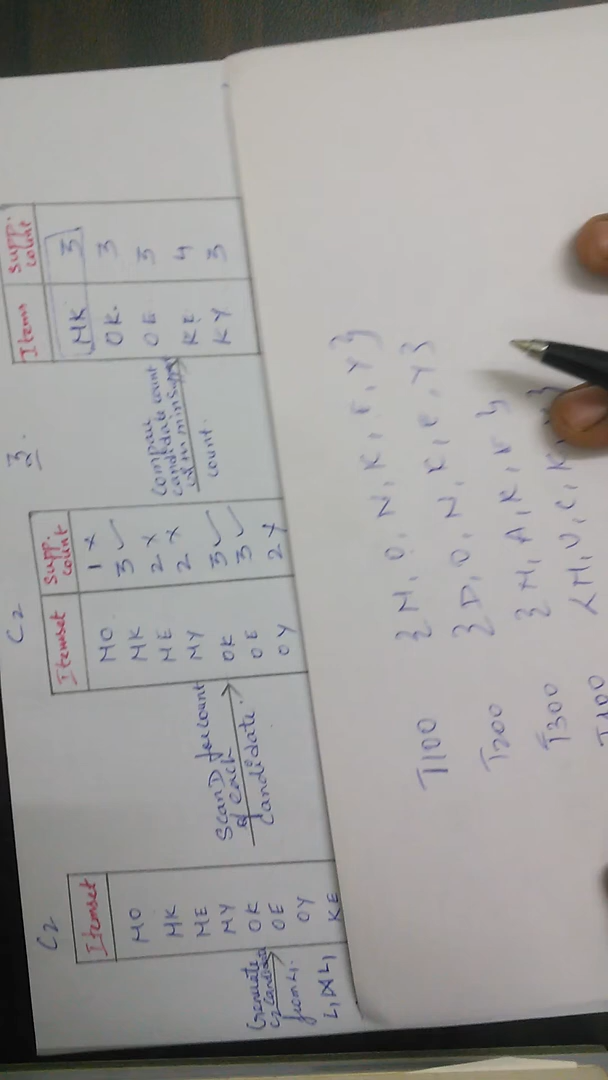 C2
Itemset
MO
MK
ME
MY
OK
OE
OY
KE
Generate
C2 candidate
from L1.
L1 ⋈ L1
C2
Itemset Supp. count
MO 1 ×
MK 3 ✓
ME 2 ×
MY 2 ×
OK 3 ✓
OE 3 ✓
OY 2 ×
Scan D for count
of each
candidate.
3.
Items Supp. count
MK 3
OK. 3
OE 3
KE 4
KY 3
Compare
candidate count
min supp
count.
T100 {M, O, N, K, E, Y}
T200 {D, O, N, K, E, Y}
T300 {M, A, K, E}
T400 {M, U, C, K,